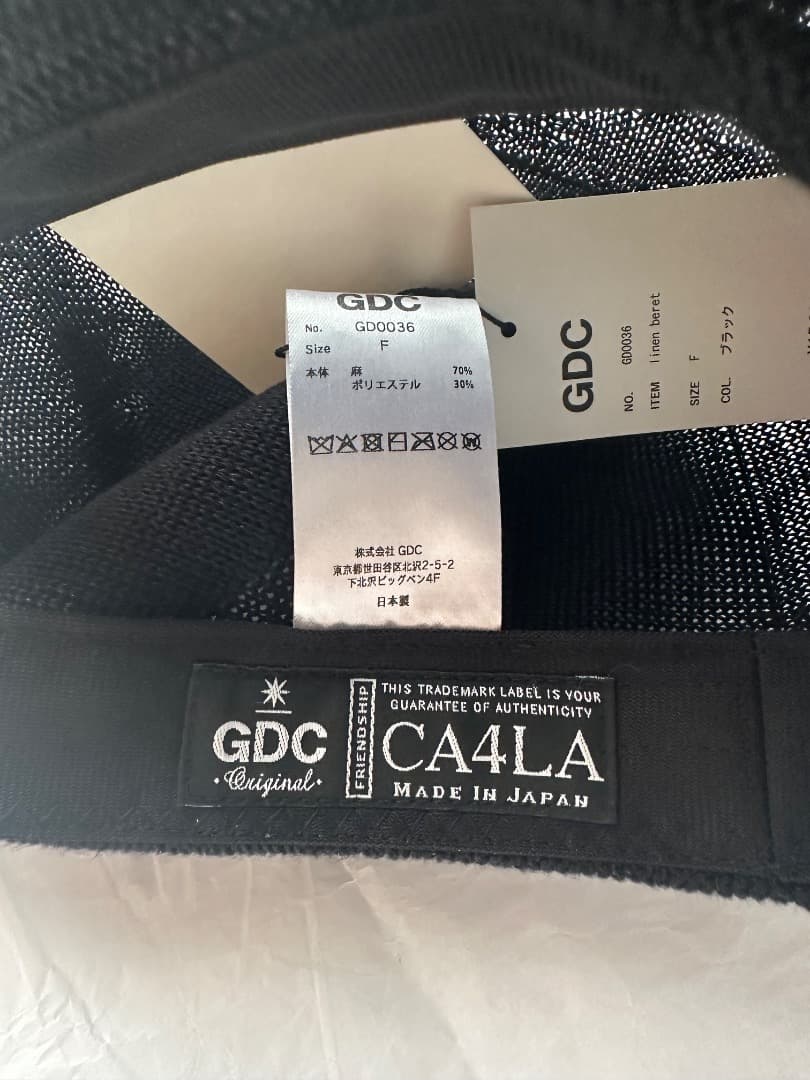 GDC
No. GD0036
Size F
本体 麻 70%
ポリエステル 30%
株式会社 GDC
東京都世田谷区北沢2-5-2
下北沢ビッグベン4F
日本製
GDC
NO. GD0036
ITEM linen beret
SIZE F
COL. ブラック
GDC
Original
FRIENDSHIP
THIS TRADEMARK LABEL IS YOUR
GUARANTEE OF AUTHENTICITY
CA4LA
MADE IN JAPAN